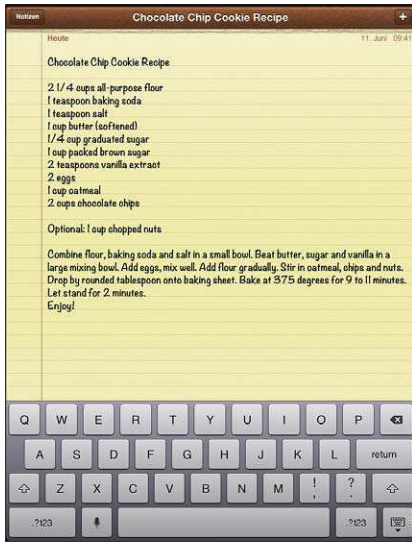 Notizen
Chocolate Chip Cookie Recipe
+
Heute
11. Juni 09:41
Chocolate Chip Cookie Recipe
2 1/4 cups all-purpose flour
1 teaspoon baking soda
1 teaspoon salt
1 cup butter (softened)
1/4 cup graduated sugar
1 cup packed brown sugar
2 teaspoons vanilla extract
2 eggs
1 cup oatmeal
2 cups chocolate chips
Optional: 1 cup chopped nuts
Combine flour, baking soda and salt in a small bowl. Beat butter, sugar and vanilla in a
large mixing bowl. Add eggs, mix well. Add flour gradually. Stir in oatmeal, chips and nuts.
Drop by rounded tablespoon onto baking sheet. Bake at 375 degrees for 9 to 11 minutes.
Let stand for 2 minutes.
Enjoy!
Q W E R T Y U I O P
A S D F G H J K L return
Z X C V B N M ! , ? .
.?123 .?123